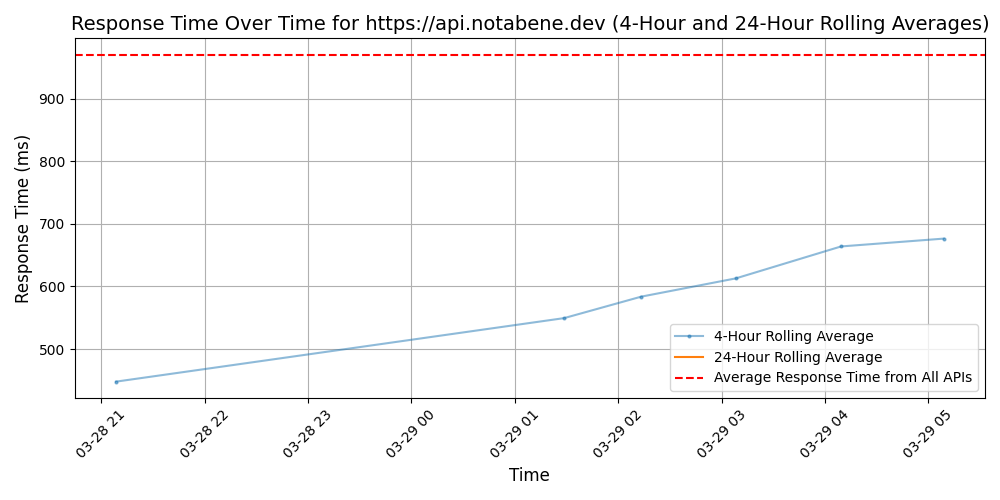 Response Time Over Time for https://api.notabene.dev (4-Hour and 24-Hour Rolling Averages)
Response Time (ms)
900
800
700
600
500
4-Hour Rolling Average
24-Hour Rolling Average
Average Response Time from All APIs
03-28 21
03-28 22
03-28 23
03-29 00
03-29 01
03-29 02
03-29 03
03-29 04
03-29 05
Time